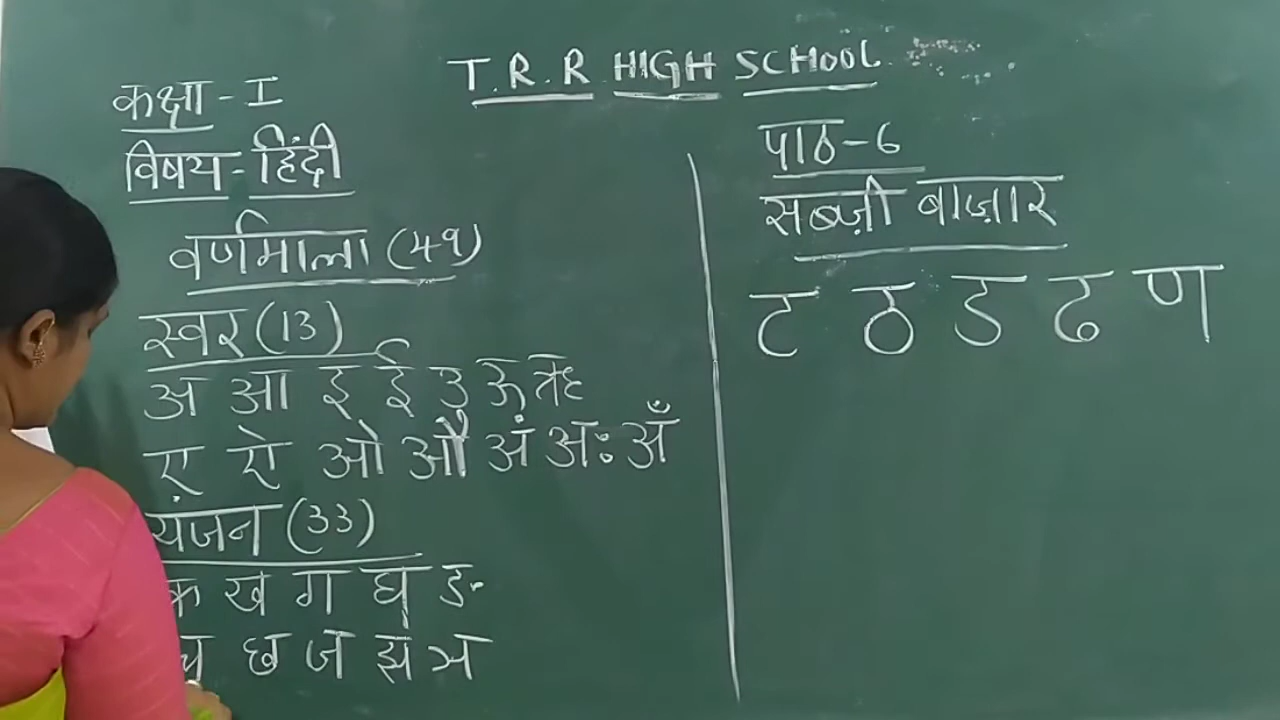 T.R.R HIGH SCHOOL
कक्षा - I
विषय - हिंदी
वर्णमाला (49)
स्वर (13)
अ आ इ ई उ ऊ ऋ
ए ऐ ओ औ अं अः अँ
यंजन (33)
क ख ग घ ङ
च छ ज झ ञ
पाठ - 6
सब्ज़ी बाज़ार
ट ठ ड ढ ण